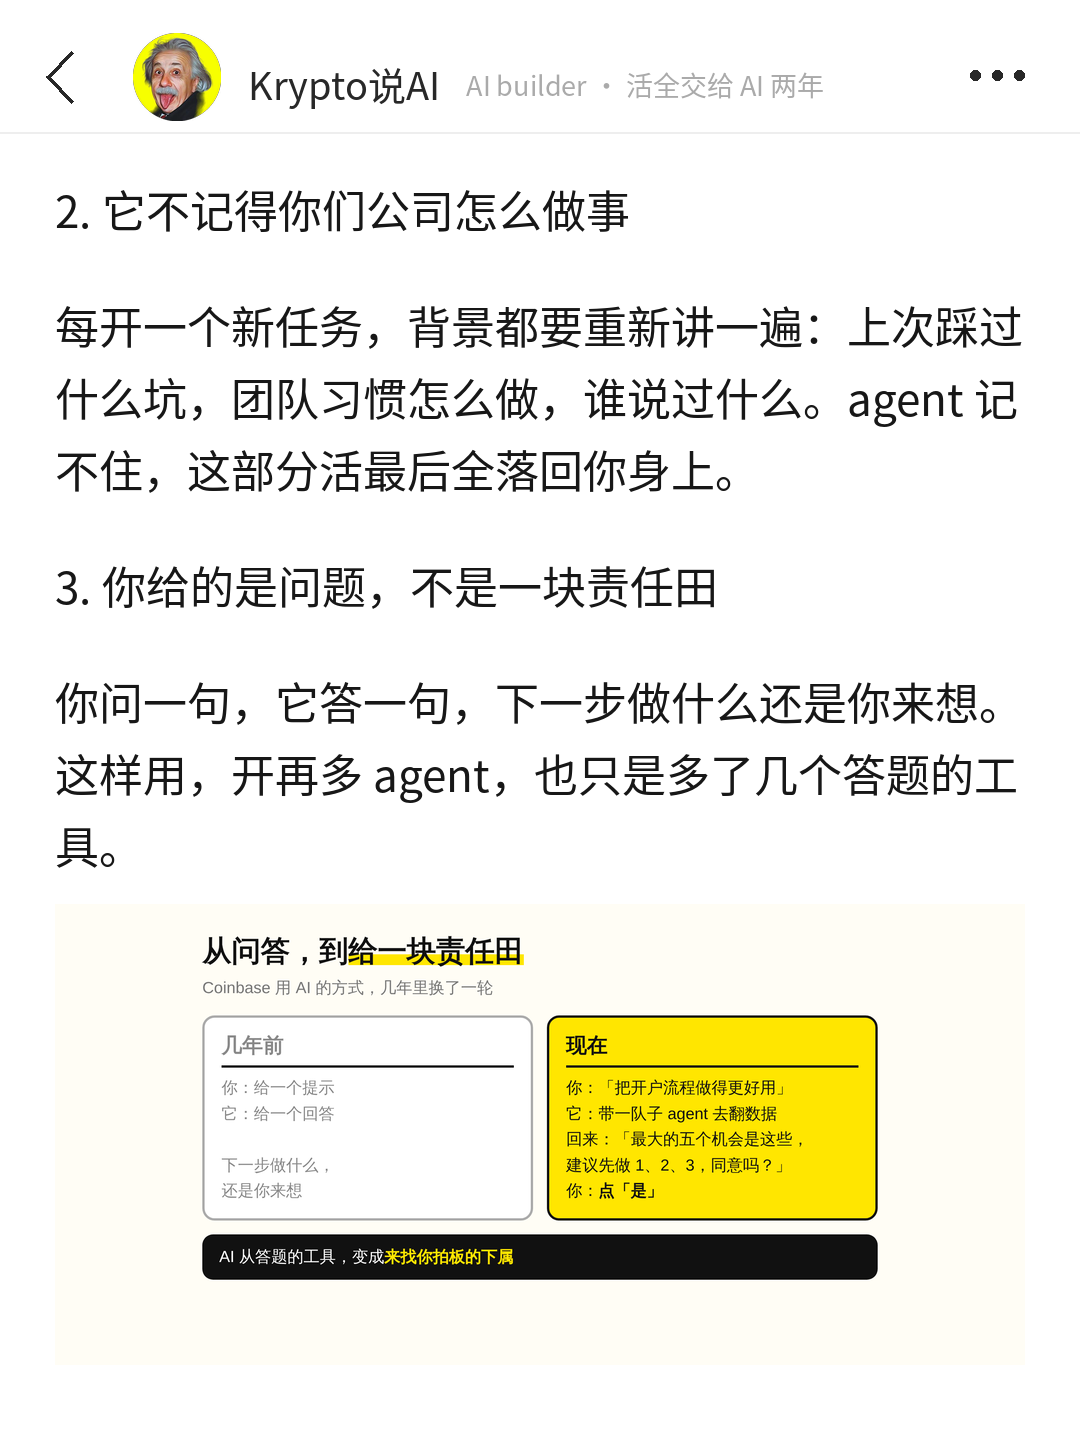 Krypto说AI AI builder · 活全交给 AI 两年
2. 它不记得你们公司怎么做事
每开一个新任务，背景都要重新讲一遍：上次踩过
什么坑，团队习惯怎么做，谁说过什么。agent 记
不住，这部分活最后全落回你身上。
3. 你给的是问题，不是一块责任田
你问一句，它答一句，下一步做什么还是你来想。
这样用，开再多 agent，也只是多了几个答题的工
具。
从问答，到给一块责任田
Coinbase 用 AI 的方式，几年里换了一轮
几年前
你：给一个提示
它：给一个回答
下一步做什么，
还是你来想
现在
你：「把开户流程做得更好用」
它：带一队子 agent 去翻数据
回来：「最大的五个机会是这些，
建议先做 1、2、3，同意吗？」
你：点「是」
AI 从答题的工具，变成来找你拍板的下属